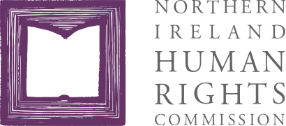 NORTHERN
IRELAND
HUMAN
RIGHTS
COMMISSION